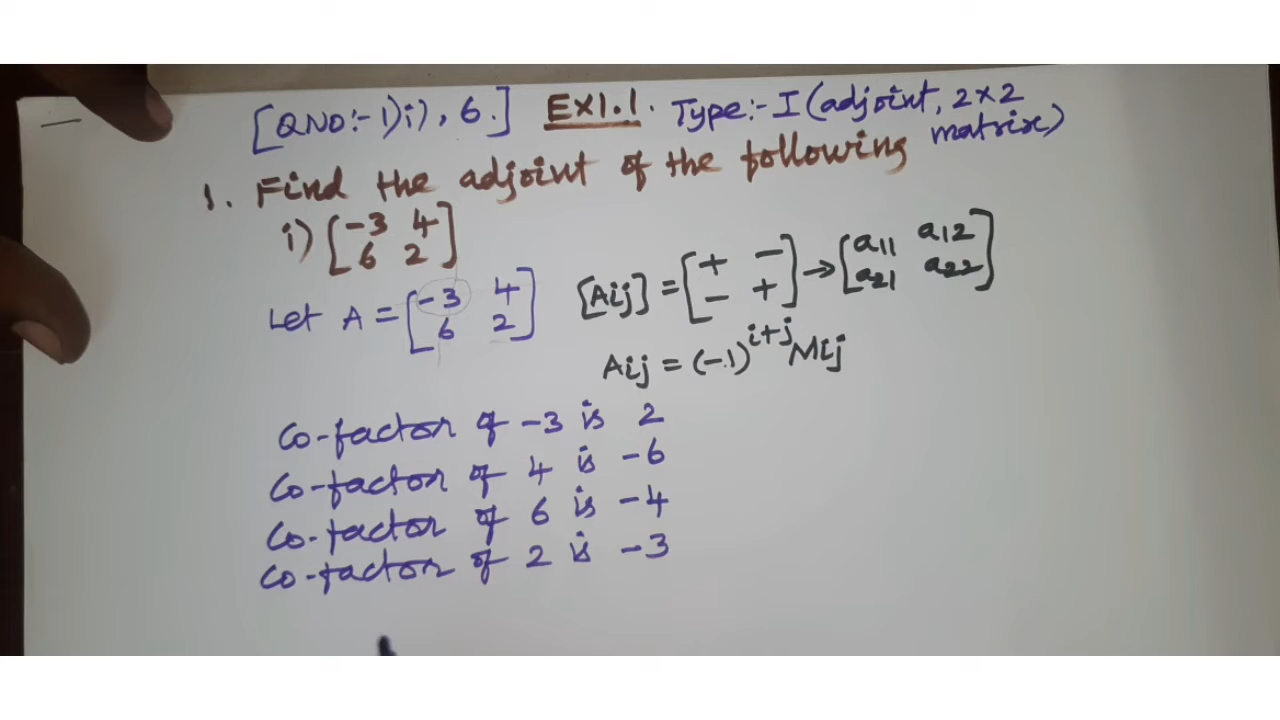 [QNO:-1)i), 6.] EX1.1. Type:- I (adjoint, 2×2 matrix)
1. Find the adjoint of the following
i) [-3 4
6 2]
Let A = [-3 4
6 2]
[Aij] = [+ -
- +] → [a11 a12
a21 a22]
Aij = (-1)^i+j Mij
Co-factor of -3 is 2
Co-factor of 4 is -6
Co-factor of 6 is -4
Co-factor of 2 is -3